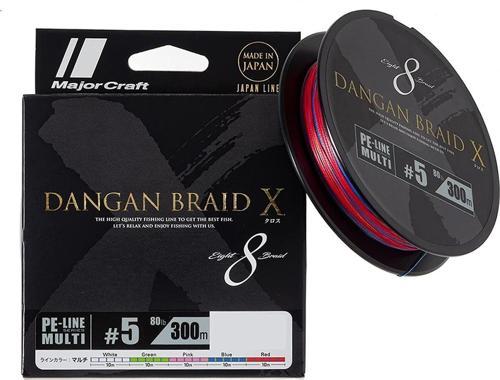 Major Craft
MADE IN
JAPAN
JAPAN LINE
DANGAN BRAID X
クロス
THE HIGH QUALITY FISHING LINE TO GET THE BEST FISH.
LET'S RELAX AND ENJOY FISHING WITH US.
Eight 8 Braid
PE-LINE
SERIES
MULTI
#5
80lb
300m
ラインカラー:マルチ
White Green Pink Blue Red
10m 10m 10m 10m 10m
Eight 8 Braid
DANGAN BRAID X
PE-LINE
MULTI
#5
80lb
300m